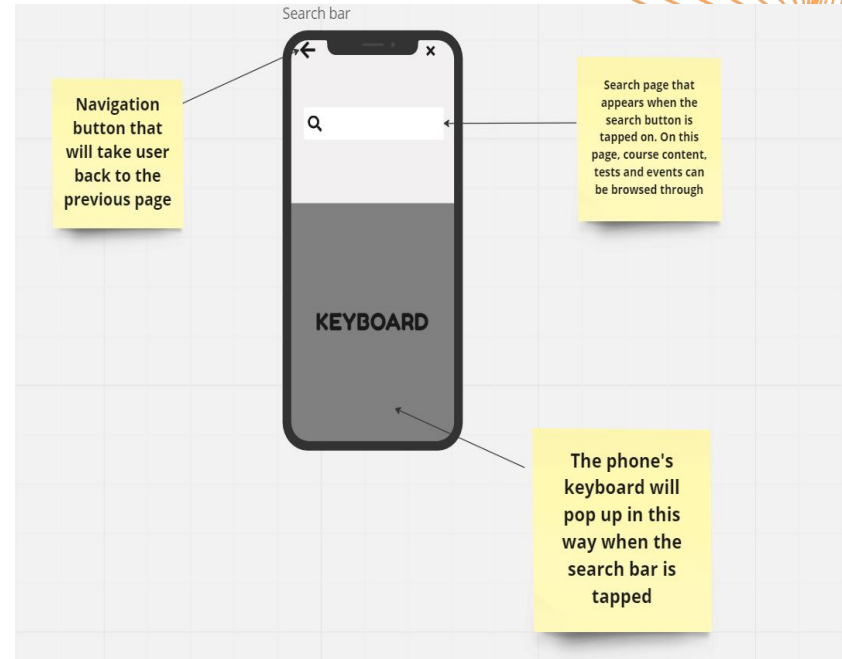 Search bar
Navigation
button that
will take user
back to the
previous page
Search page that
appears when the
search button is
tapped on. On this
page, course content,
tests and events can
be browsed through
KEYBOARD
The phone's
keyboard will
pop up in this
way when the
search bar is
tapped